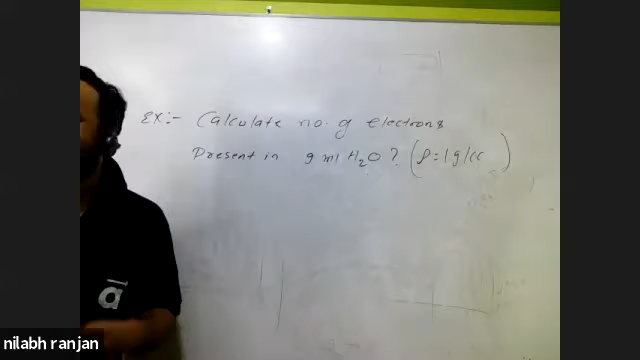 Ex:- Calculate no. of electrons
Present in 9 ml H₂O ? (ρ = 1 g/cc)
a
nilabh ranjan